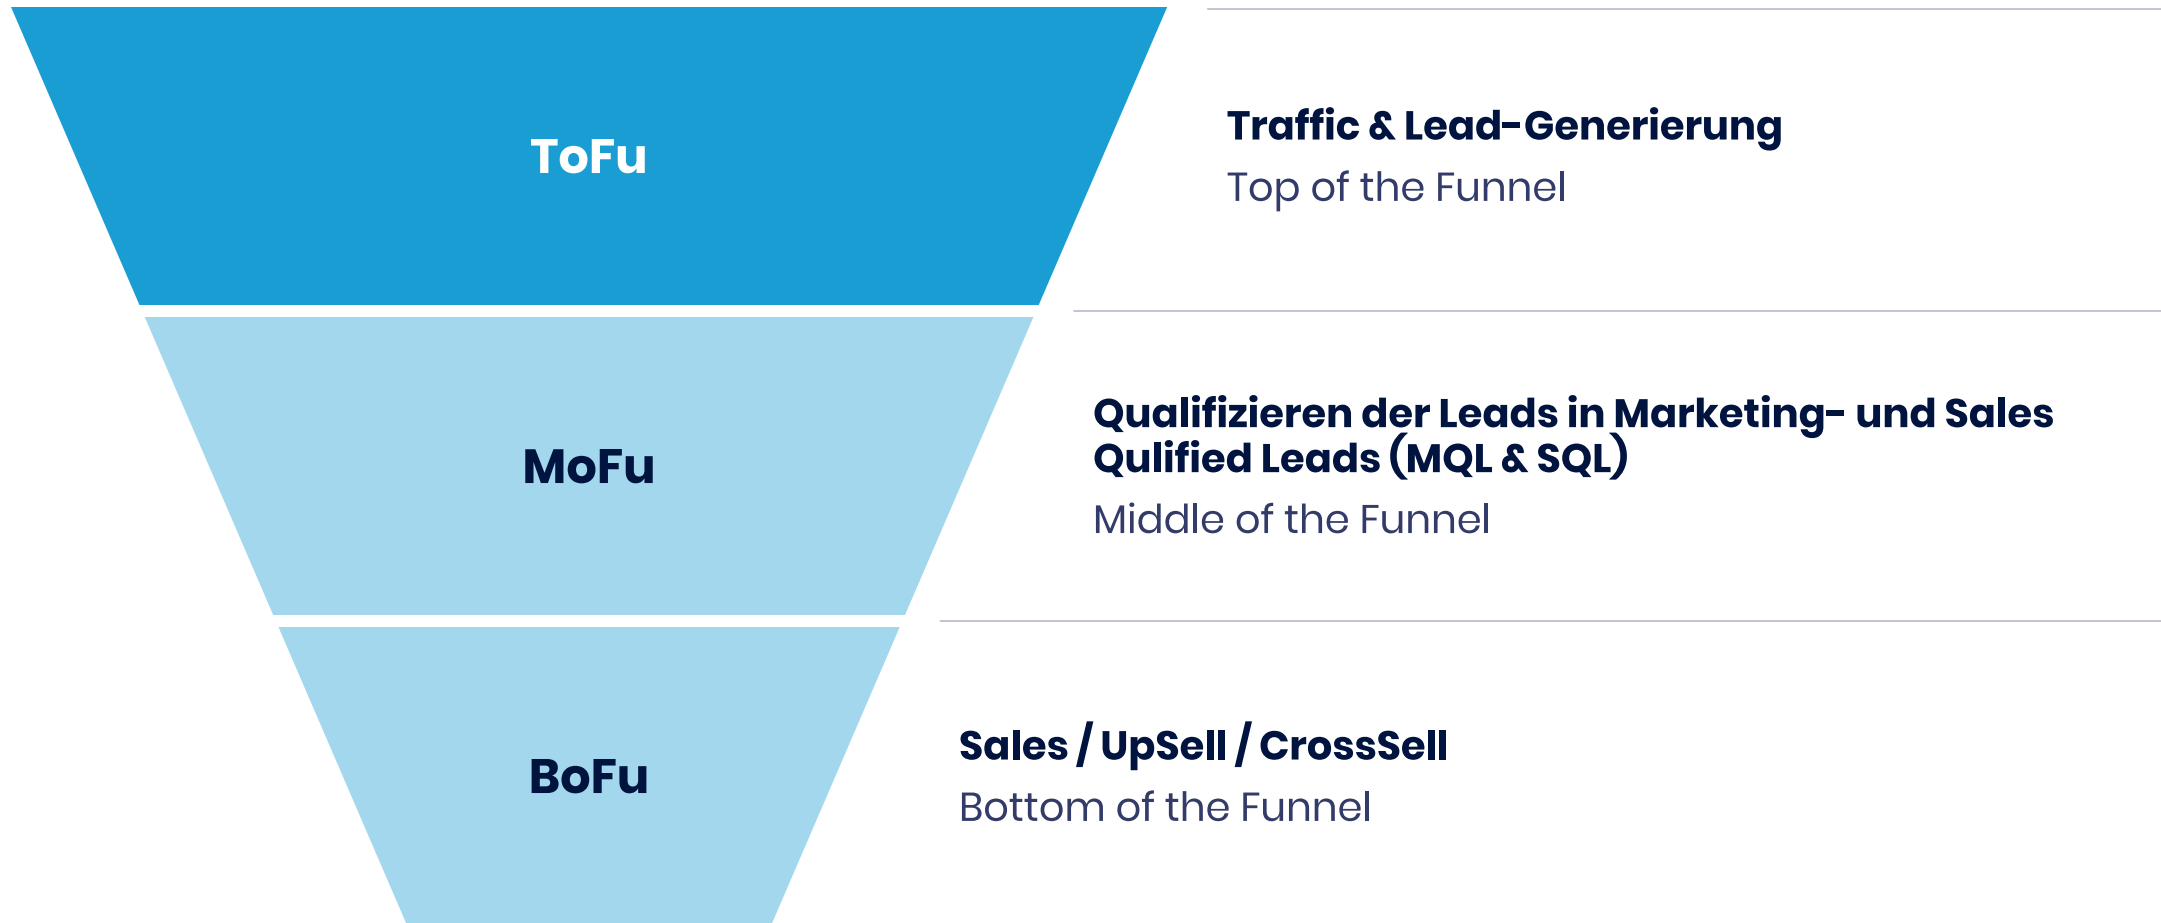 ToFu
Traffic & Lead-Generierung
Top of the Funnel
MoFu
Qualifizieren der Leads in Marketing- und Sales
Qulified Leads (MQL & SQL)
Middle of the Funnel
BoFu
Sales / UpSell / CrossSell
Bottom of the Funnel